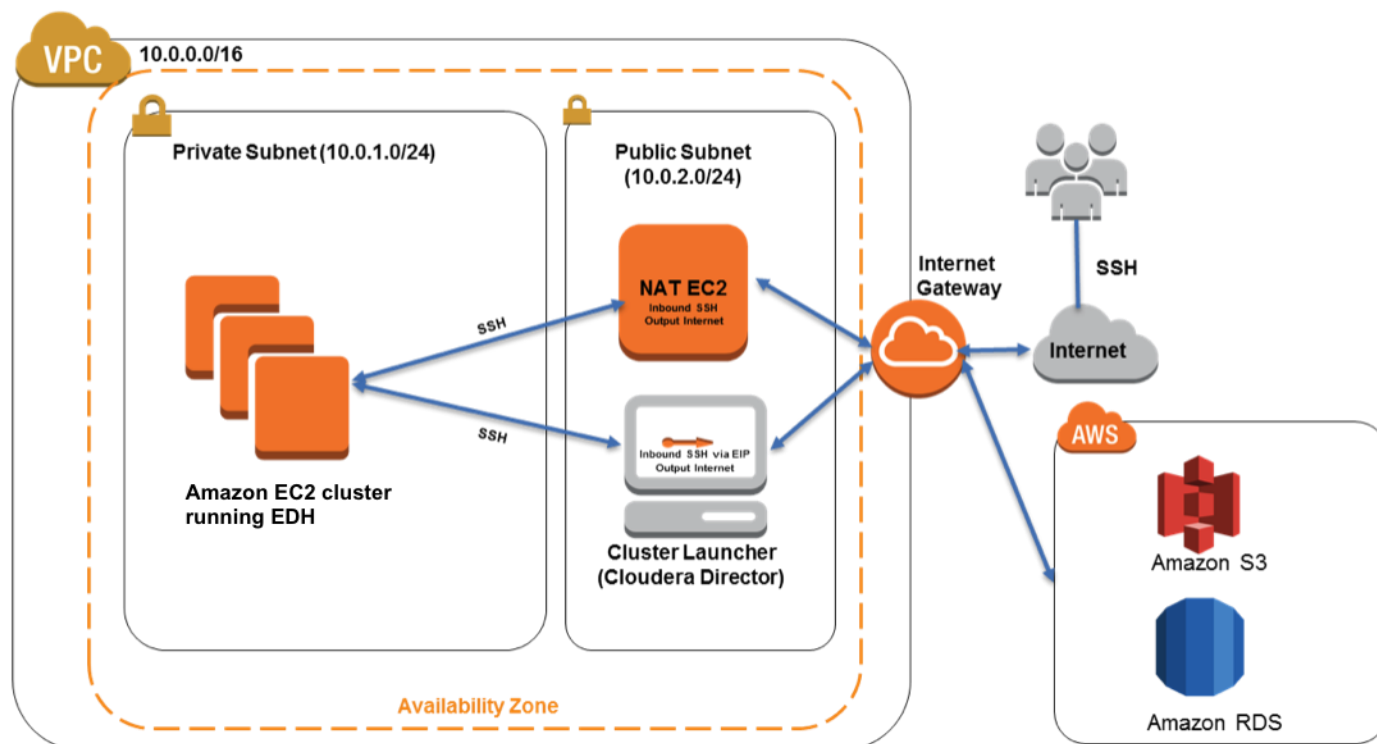 VPC
10.0.0.0/16
Private Subnet (10.0.1.0/24)
Public Subnet
(10.0.2.0/24)
NAT EC2
Inbound SSH
Output Internet
SSH
SSH
Inbound SSH via EIP
Output Internet
Amazon EC2 cluster
running EDH
Cluster Launcher
(Cloudera Director)
Availability Zone
Internet
Gateway
SSH
Internet
AWS
Amazon S3
Amazon RDS